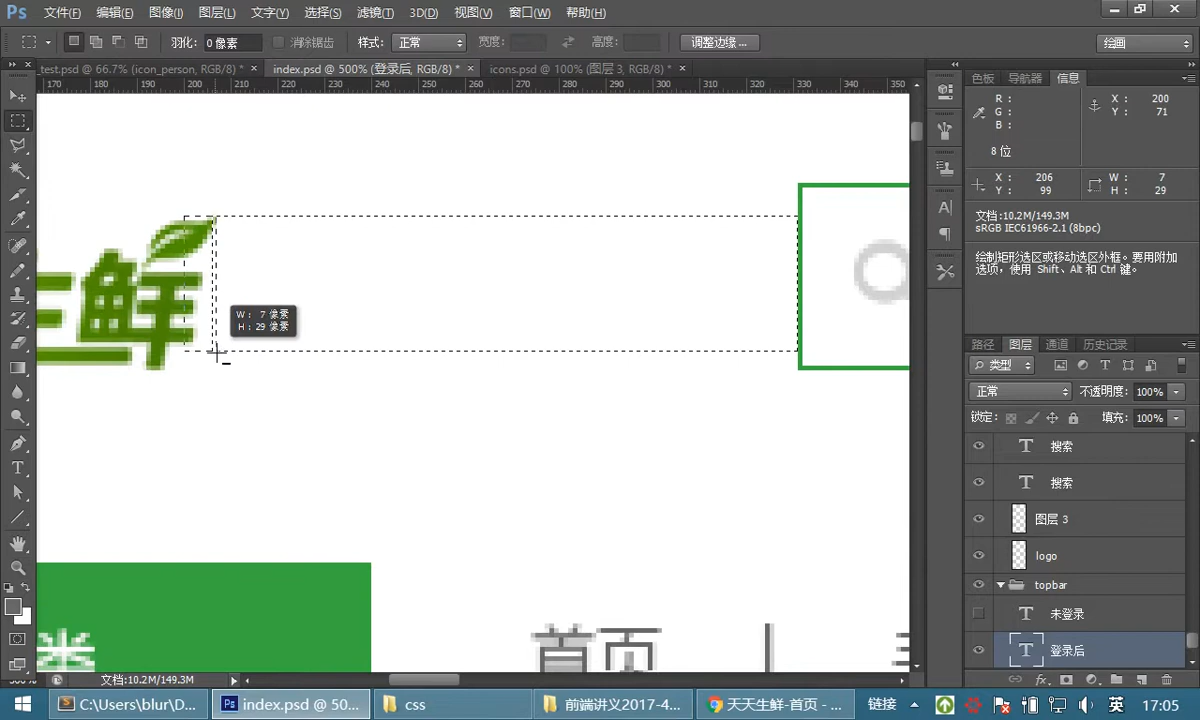 Ps 文件(F) 编辑(E) 图像(I) 图层(L) 文字(Y) 选择(S) 滤镜(T) 3D(D) 视图(V) 窗口(W) 帮助(H)
羽化: 0 像素 消除锯齿 样式: 正常 宽度: 高度: 调整边缘... 绘画
test.psd @ 66.7% (icon_person, RGB/8) * × index.psd @ 500% (登录后, RGB/8) * × icons.psd @ 100% (图层 3, RGB/8) * ×
170 180 190 200 210 220 230 240 250 260 270 280 290 300 310 320 330 340 350
色板 导航器 信息
R: X: 200
G: Y: 71
B:
8 位
X: 206 W: 7
Y: 99 H: 29
文档:10.2M/149.3M
sRGB IEC61966-2.1 (8bpc)
绘制矩形选区或移动选区外框。要用附加
选项，使用 Shift、Alt 和 Ctrl 键。
生鲜
W: 7 像素
H: 29 像素
路径 图层 通道 历史记录
类型
正常 不透明度: 100%
锁定: 填充: 100%
T 搜索
T 搜索
图层 3
logo
topbar
T 未登录
T 登录后
首页
文档:10.2M/149.3M
C:\Users\blur\D... index.psd @ 50... css 前端讲义2017-4... 天天生鲜-首页 - ... 链接 英 17:05